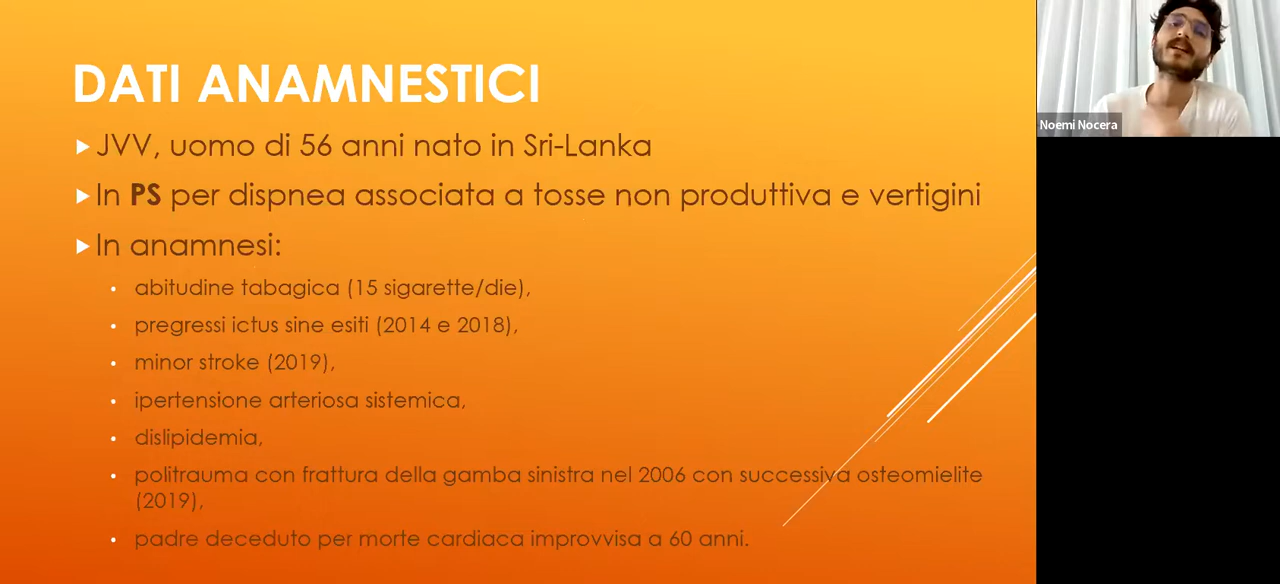 DATI ANAMNESTICI
JVV, uomo di 56 anni nato in Sri-Lanka
In PS per dispnea associata a tosse non produttiva e vertigini
In anamnesi:
abitudine tabagica (15 sigarette/die),
pregressi ictus sine esiti (2014 e 2018),
minor stroke (2019),
ipertensione arteriosa sistemica,
dislipidemia,
politrauma con frattura della gamba sinistra nel 2006 con successiva osteomielite
(2019),
padre deceduto per morte cardiaca improvvisa a 60 anni.
Noemi Nocera